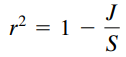 r² = 1 − J/S